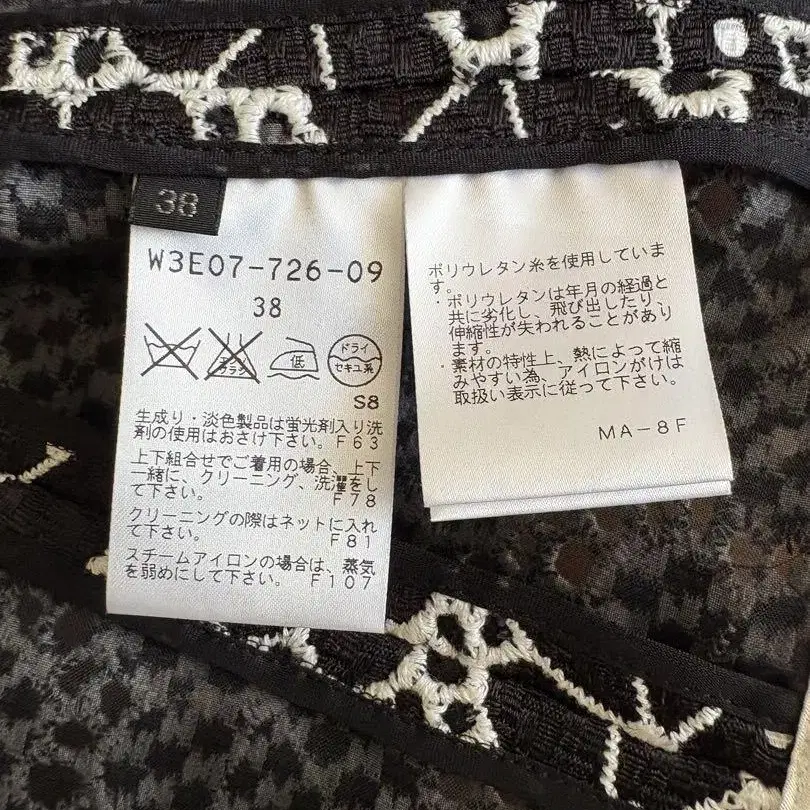 38
W3E07-726-09
38
エンソ
サラシ
低
ドライ
セキユ系
S8
生成り・淡色製品は蛍光剤入り洗
剤の使用はおさけ下さい。F63
上下組合せでご着用の場合、上下
一緒に、クリーニング、洗濯をし
て下さい。 F78
クリーニングの際はネットに入れ
て下さい。 F81
スチームアイロンの場合は、蒸気
を弱めにして下さい。 F107
ポリウレタン糸を使用していま
す。
・ポリウレタンは年月の経過と
共に劣化し、飛び出したり、
伸縮性が失われることがあり
ます。
・素材の特性上、熱によって縮
みやすい為、アイロンがけは
取扱い表示に従って下さい。
MA-8F